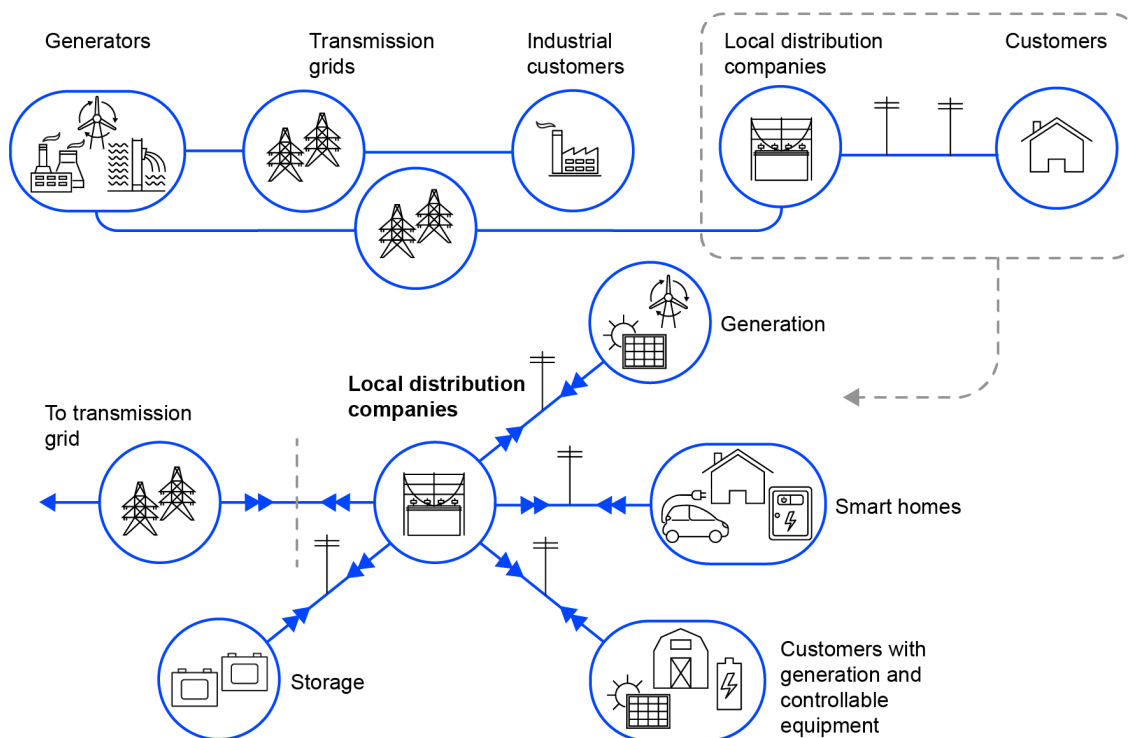 Generators
Transmission
grids
Industrial
customers
Local distribution
companies
Customers
Generation
Local distribution
companies
To transmission
grid
Smart homes
Storage
Customers with
generation and
controllable
equipment